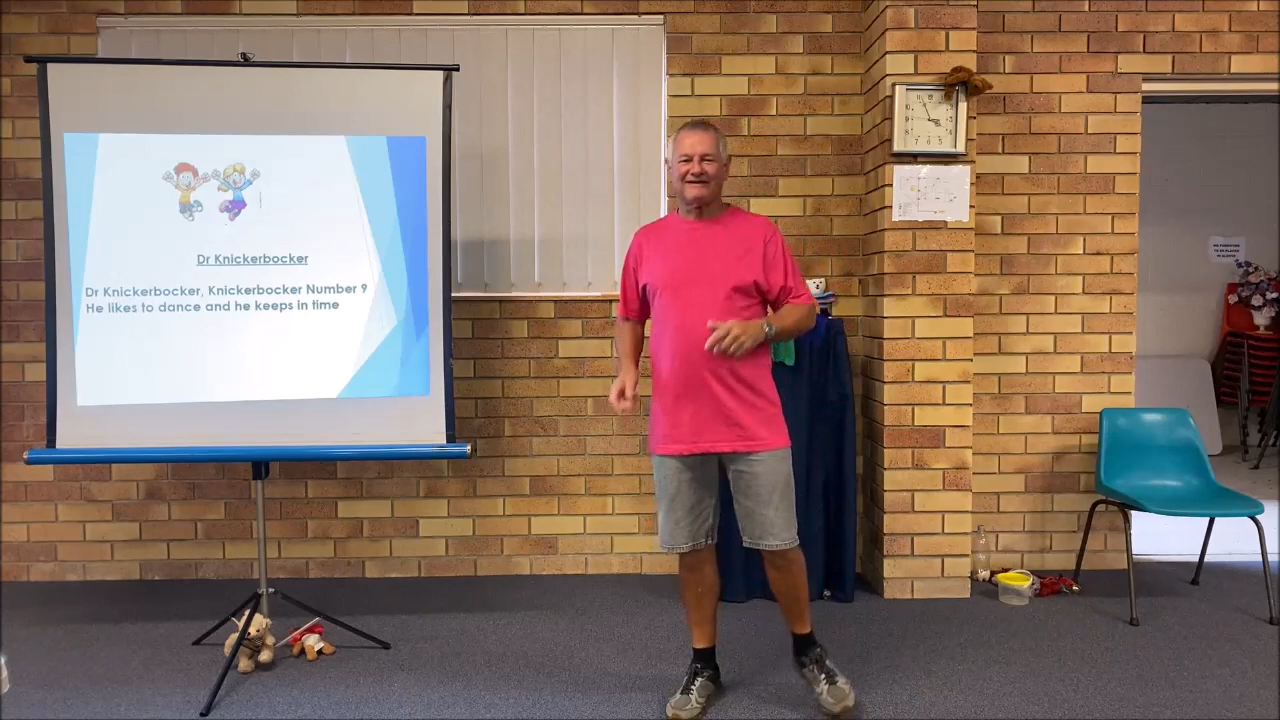 Dr Knickerbocker
Dr Knickerbocker, Knickerbocker Number 9
He likes to dance and he keeps in time